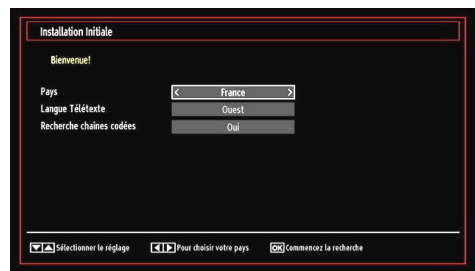 Installation Initiale
Bienvenue!
Pays < France >
Langue Télétexte Ouest
Recherche chaînes codées Oui
Sélectionner le réglage Pour choisir votre pays OK Commencez la recherche